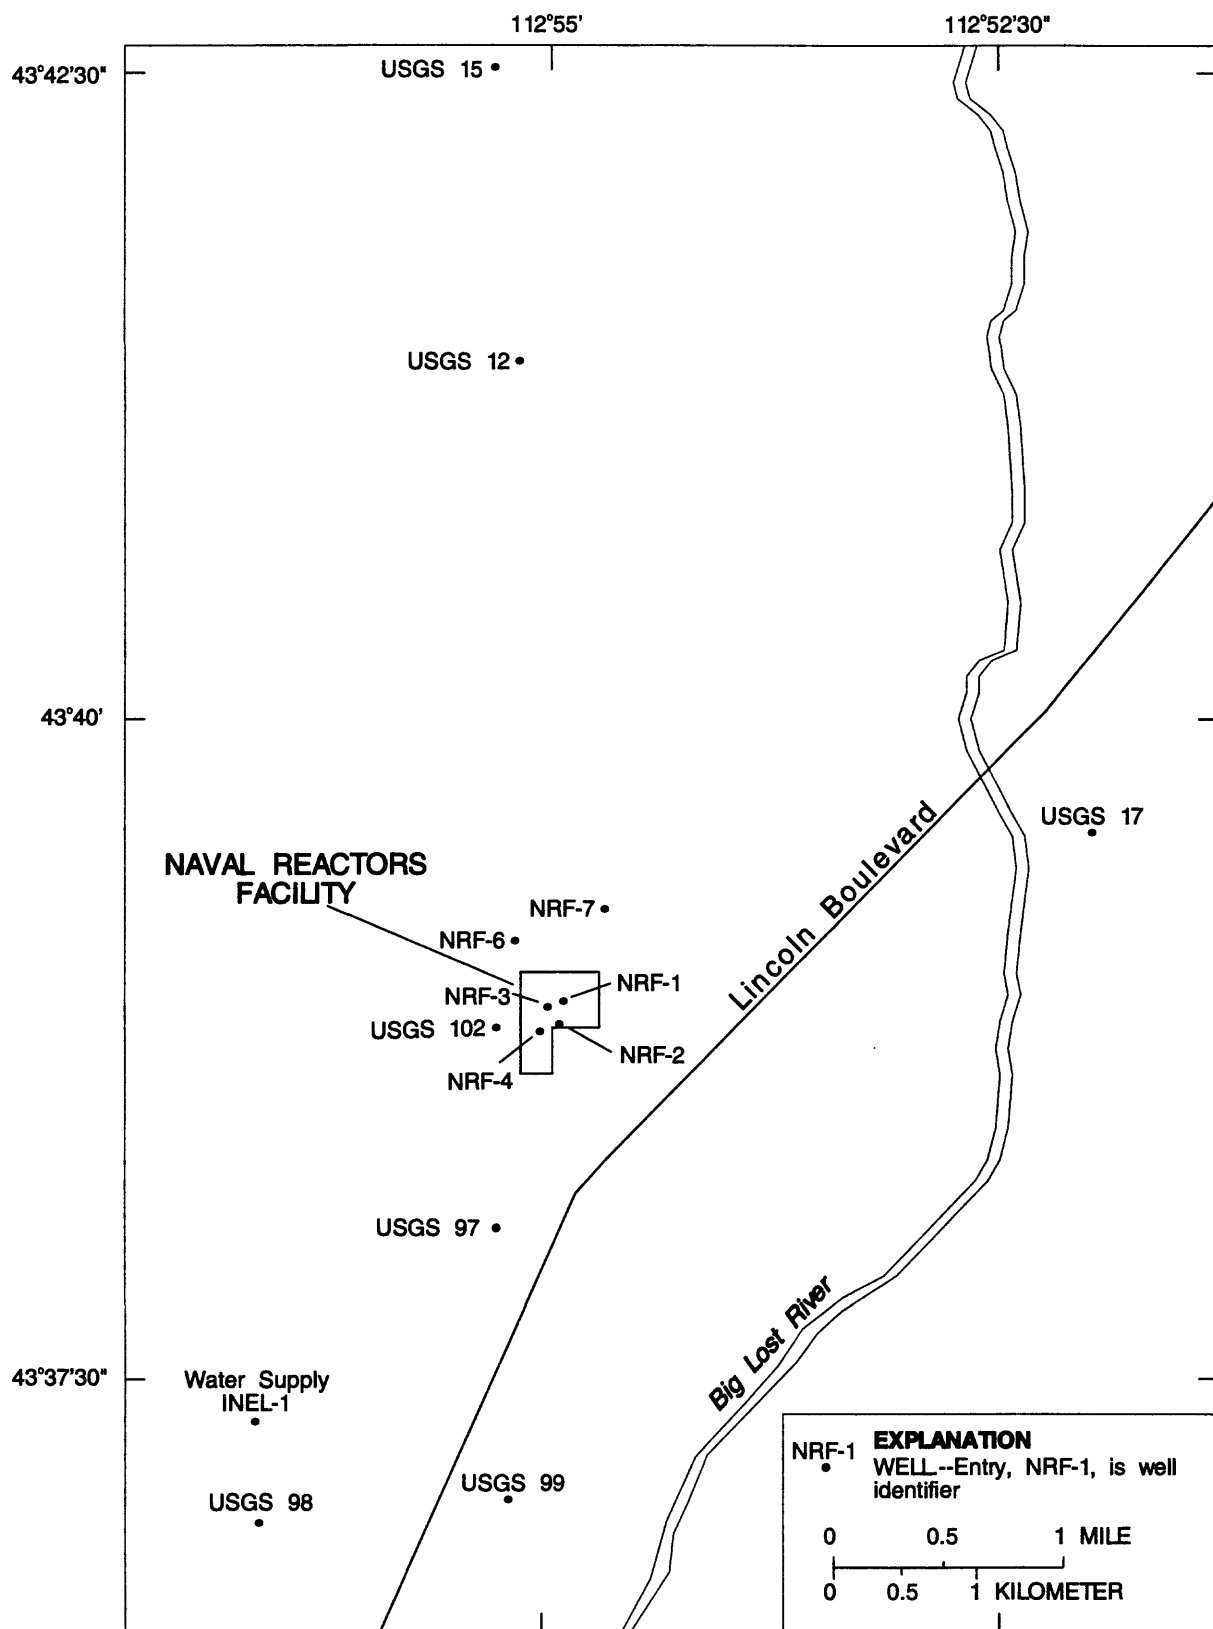 112°55'
112°52'30"
43°42'30"
USGS 15
USGS 12
43°40'
USGS 17
Lincoln Boulevard
NAVAL REACTORS
FACILITY
NRF-7
NRF-6
NRF-1
NRF-3
USGS 102
NRF-2
NRF-4
USGS 97
Big Lost River
43°37'30"
Water Supply
INEL-1
USGS 99
USGS 98
EXPLANATION
NRF-1
WELL--Entry, NRF-1, is well
identifier
0 0.5 1 MILE
0 0.5 1 KILOMETER